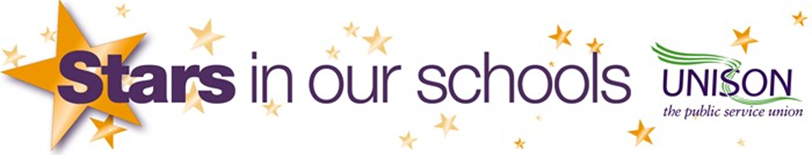 Stars in our schools
UNISON
the public service union